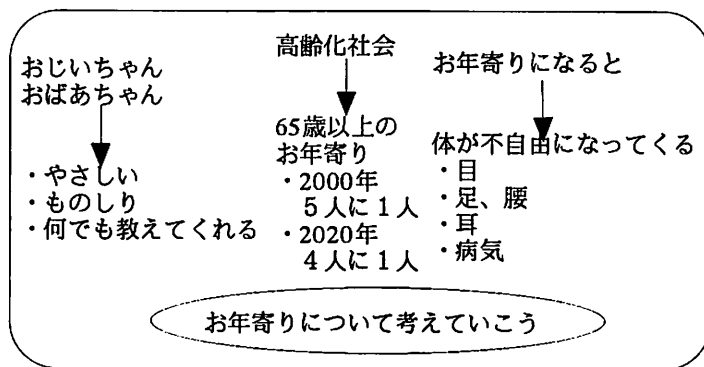 おじいちゃん
おばあちゃん
・やさしい
・ものしり
・何でも教えてくれる
高齢化社会
65歳以上の
お年寄り
・2000年
5人に1人
・2020年
4人に1人
お年寄りになると
体が不自由になってくる
・目
・足、腰
・耳
・病気
お年寄りについて考えていこう